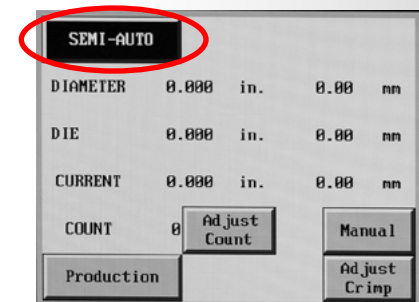 SEMI-AUTO
DIAMETER 0.000 in. 0.00 mm
DIE 0.000 in. 0.00 mm
CURRENT 0.000 in. 0.00 mm
COUNT 0 Adjust Count Manual
Production Adjust Crimp